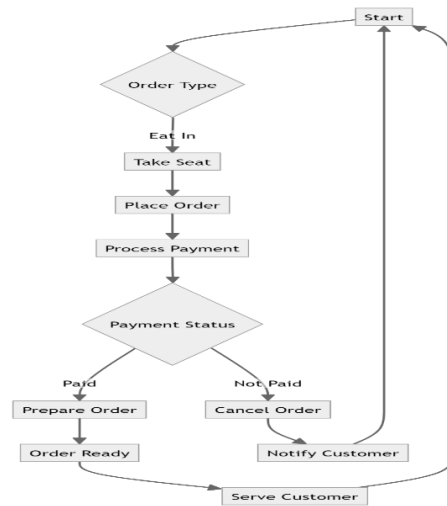 Start
Order Type
Eat In
Take Seat
Place Order
Process Payment
Payment Status
Paid
Not Paid
Prepare Order
Cancel Order
Order Ready
Notify Customer
Serve Customer